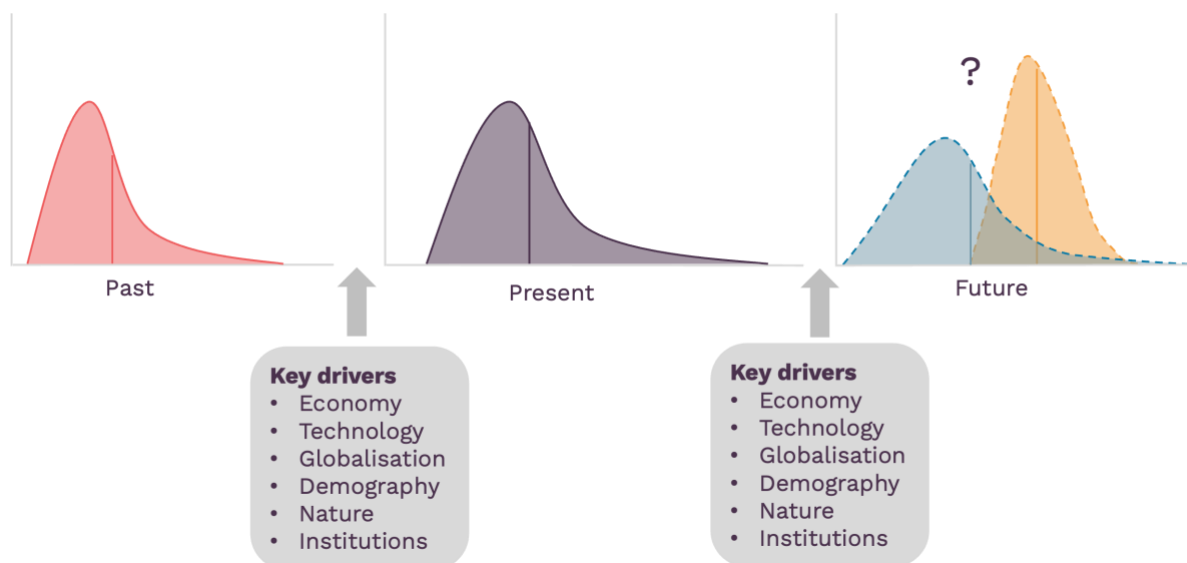 ?
Past
Present
Future
Key drivers
• Economy
• Technology
• Globalisation
• Demography
• Nature
• Institutions
Key drivers
• Economy
• Technology
• Globalisation
• Demography
• Nature
• Institutions